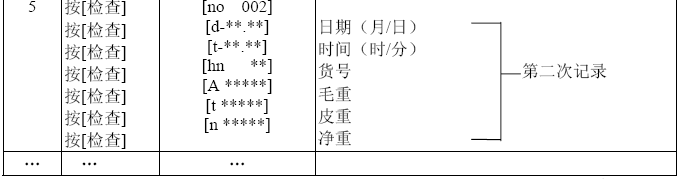 5 按[检查] [no 002]
按[检查] [d-**.**] 日期（月/日）
按[检查] [t-**.**] 时间（时/分）
按[检查] [hn **] 货号 第二次记录
按[检查] [A *****] 毛重
按[检查] [t *****] 皮重
按[检查] [n *****] 净重
… … …